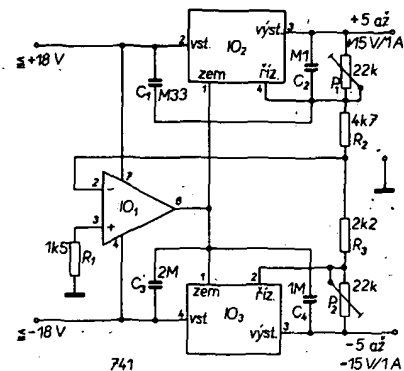 +5 až
-15V/1A
3
výst.
2
vst.
IO₂
zem
říz.
1
4
M1
C₂
P₁
22k
≦+18 V
C₁
M33
4k7
R₂
7
2
6
IO₁
3
4
1k5
R₁
2k2
R₃
C₃
2M
1
2
zem
říz.
1M
C₄
22k
P₂
4
vst.
IO₃
výst.
3
≦-18 V
-5 až
-15V/1A
741